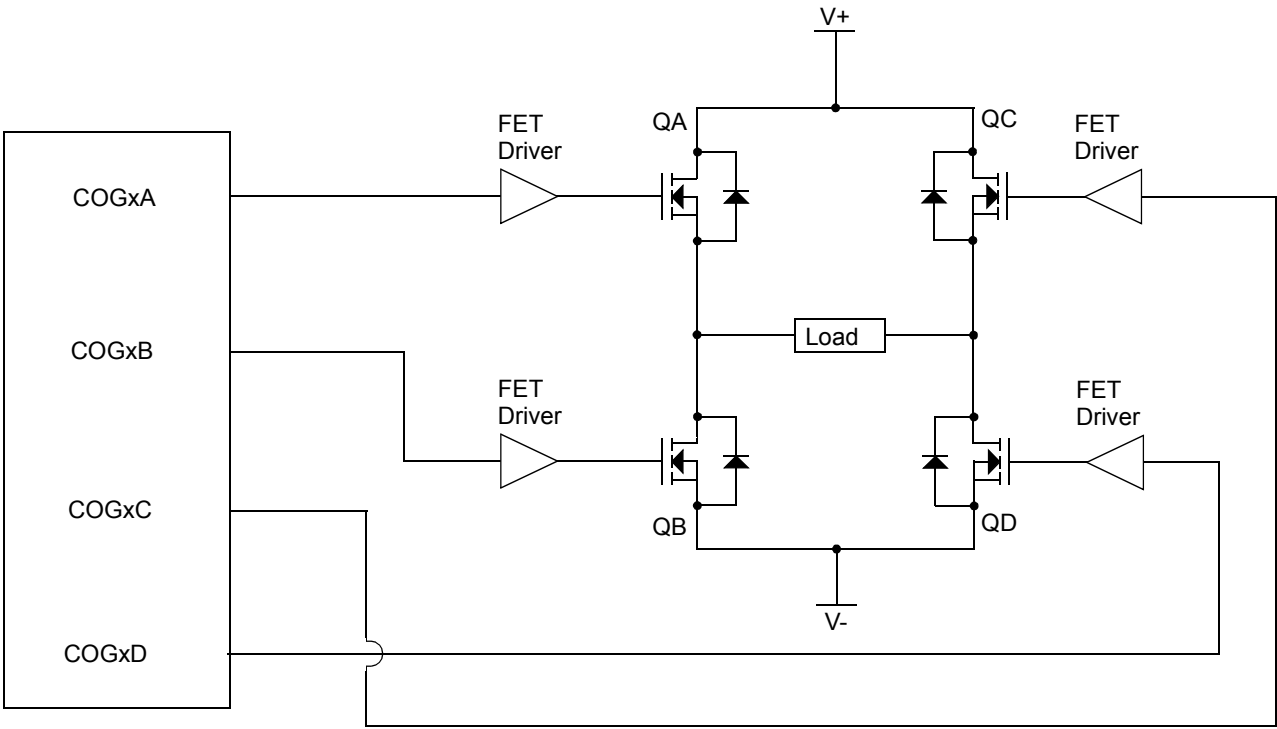 V+
QA
QC
FET
Driver
FET
Driver
COGxA
Load
COGxB
FET
Driver
FET
Driver
COGxC
QB
QD
V-
COGxD